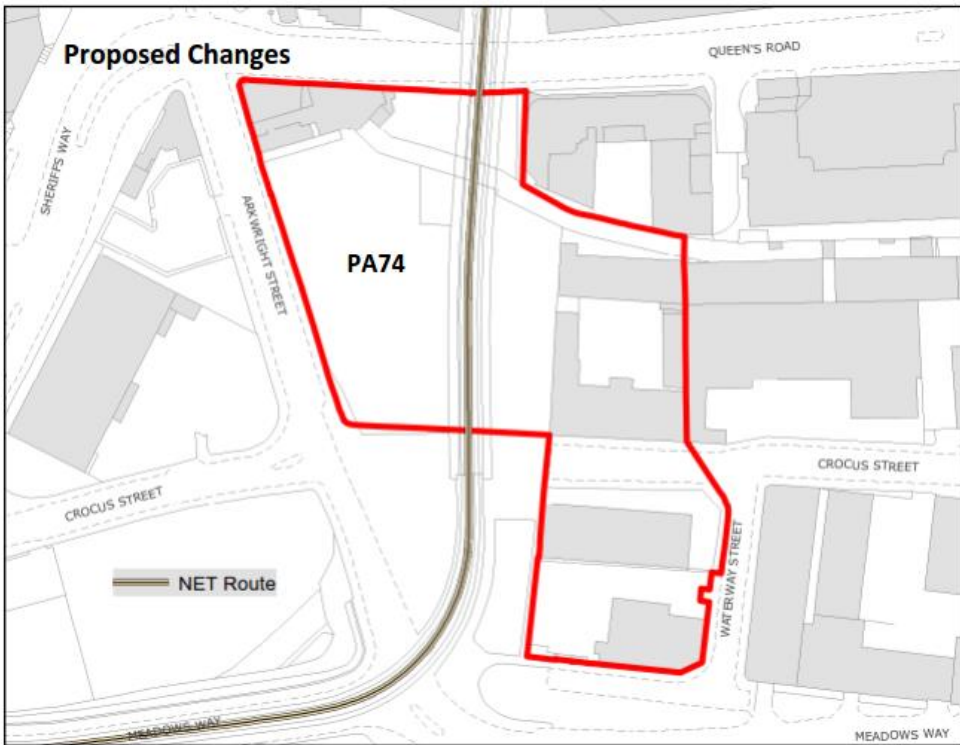 Proposed Changes
QUEEN'S ROAD
SHERIFFS WAY
ARKWRIGHT STREET
PA74
CROCUS STREET
CROCUS STREET
NET Route
WATERWAY STREET
MEADOWS WAY
MEADOWS WAY